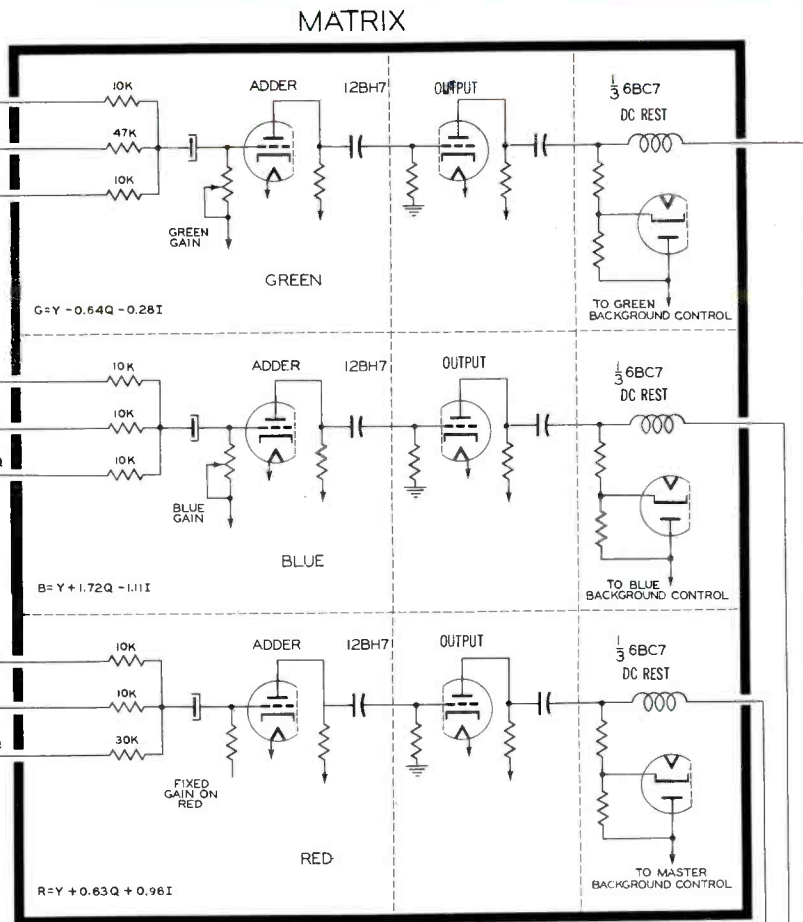 MATRIX
10K
47K
10K
ADDER
12BH7
OUTPUT
1/3 6BC7
DC REST
GREEN
GAIN
GREEN
G=Y -0.64Q -0.28I
TO GREEN
BACKGROUND CONTROL
10K
10K
10K
ADDER
12BH7
OUTPUT
1/3 6BC7
DC REST
BLUE
GAIN
BLUE
B=Y+1.72Q -1.11I
TO BLUE
BACKGROUND CONTROL
10K
10K
30K
ADDER
12BH7
OUTPUT
1/3 6BC7
DC REST
FIXED
GAIN ON
RED
RED
R=Y +0.63Q +0.96I
TO MASTER
BACKGROUND CONTROL